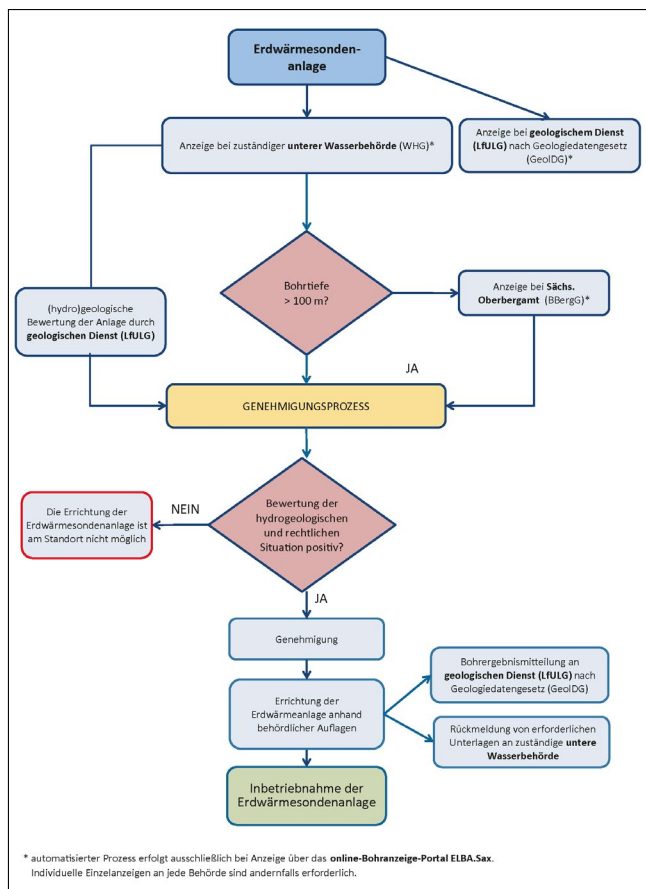 Erdwärmesonden-
anlage
Anzeige bei zuständiger unterer Wasserbehörde (WHG)*
Anzeige bei geologischem Dienst
(LfULG) nach Geologiedatengesetz
(GeolDG)*
Bohrtiefe
> 100 m?
Anzeige bei Sächs.
Oberbergamt (BBergG)*
(hydro)geologische
Bewertung der Anlage durch
geologischen Dienst (LfULG)
JA
GENEHMIGUNGSPROZESS
Bewertung der
hydrogeologischen
und rechtlichen
Situation positiv?
NEIN
Die Errichtung der
Erdwärmesondenanlage ist
am Standort nicht möglich
JA
Genehmigung
Errichtung der
Erdwärmeanlage anhand
behördlicher Auflagen
Bohrergebnismitteilung an
geologischen Dienst (LfULG) nach
Geologiedatengesetz (GeolDG)
Rückmeldung von erforderlichen
Unterlagen an zuständige untere
Wasserbehörde
Inbetriebnahme der
Erdwärmesondenanlage
* automatisierter Prozess erfolgt ausschließlich bei Anzeige über das online-Bohranzeige-Portal ELBA.Sax.
Individuelle Einzelanzeigen an jede Behörde sind andernfalls erforderlich.